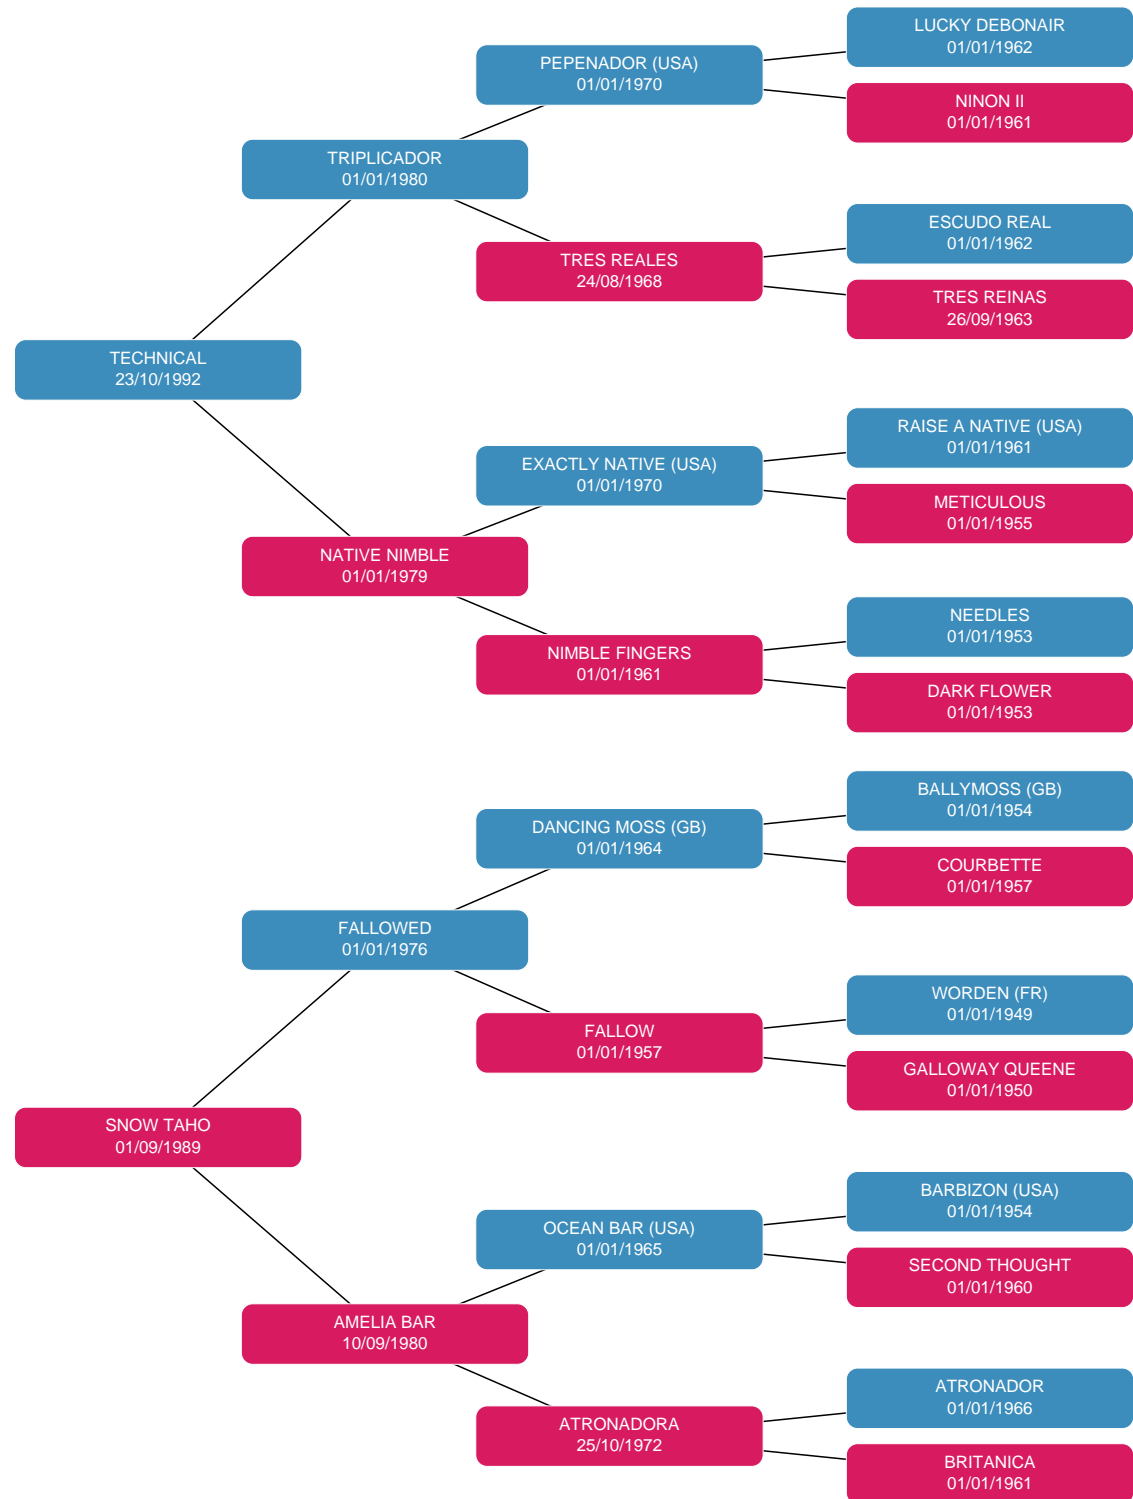 LUCKY DEBONAIR
01/01/1962
PEPENADOR (USA)
01/01/1970
NINON II
01/01/1961
TRIPLICADOR
01/01/1980
ESCUDO REAL
01/01/1962
TRES REALES
24/08/1968
TRES REINAS
26/09/1963
TECHNICAL
23/10/1992
RAISE A NATIVE (USA)
01/01/1961
EXACTLY NATIVE (USA)
01/01/1970
METICULOUS
01/01/1955
NATIVE NIMBLE
01/01/1979
NEEDLES
01/01/1953
NIMBLE FINGERS
01/01/1961
DARK FLOWER
01/01/1953
BALLYMOSS (GB)
01/01/1954
DANCING MOSS (GB)
01/01/1964
COURBETTE
01/01/1957
FALLOWED
01/01/1976
WORDEN (FR)
01/01/1949
FALLOW
01/01/1957
GALLOWAY QUEENE
01/01/1950
SNOW TAHO
01/09/1989
BARBIZON (USA)
01/01/1954
OCEAN BAR (USA)
01/01/1965
SECOND THOUGHT
01/01/1960
AMELIA BAR
10/09/1980
ATRONADOR
01/01/1966
ATRONADORA
25/10/1972
BRITANICA
01/01/1961